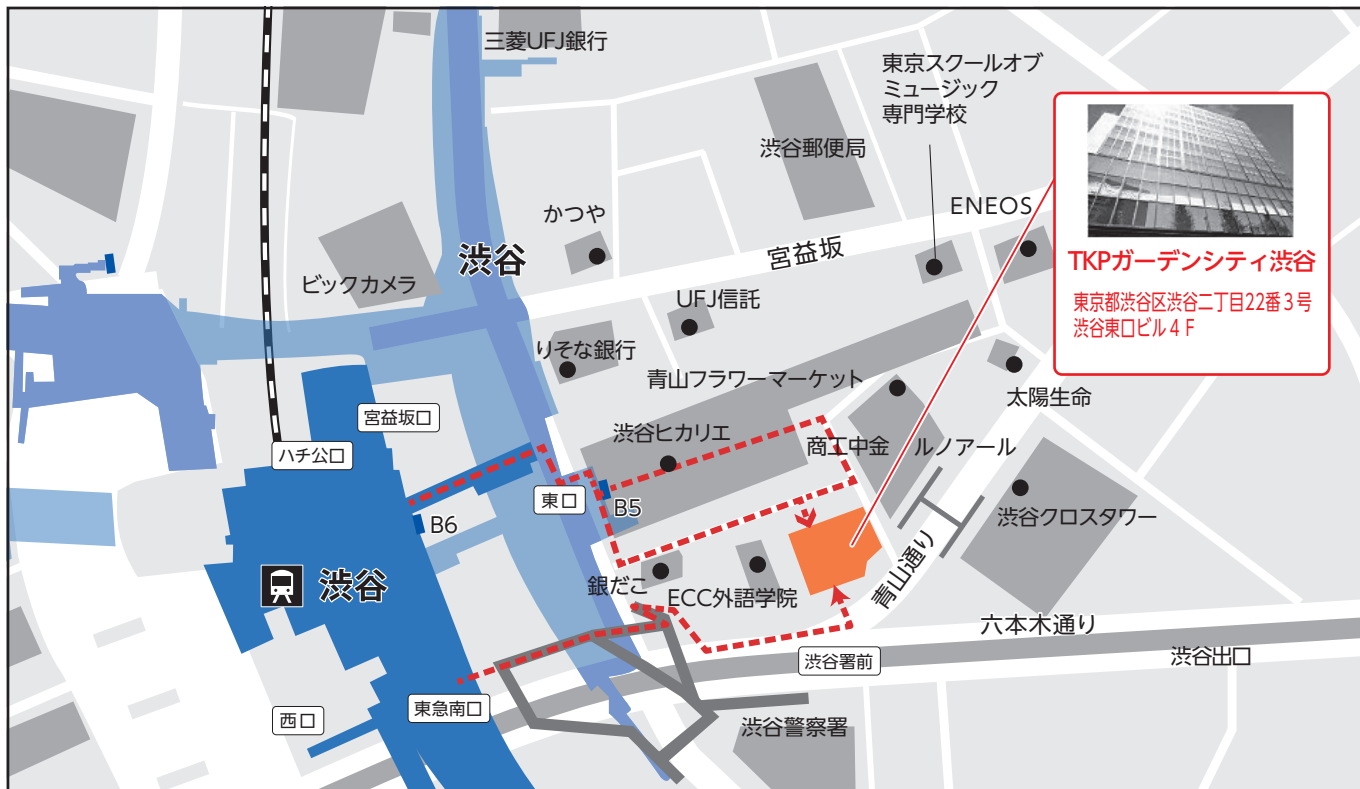 三菱UFJ銀行
東京スクールオブ
ミュージック
専門学校
渋谷郵便局
ENEOS
かつや
宮益坂
渋谷
ビックカメラ
TKPガーデンシティ渋谷
東京都渋谷区渋谷二丁目22番3号
渋谷東口ビル4F
UFJ信託
りそな銀行
青山フラワーマーケット
太陽生命
宮益坂口
渋谷ヒカリエ
商工中金
ルノアール
ハチ公口
東口
B5
B6
渋谷クロスタワー
渋谷
銀だこ
ECC外語学院
青山通り
六本木通り
渋谷署前
渋谷出口
東急南口
西口
渋谷警察署